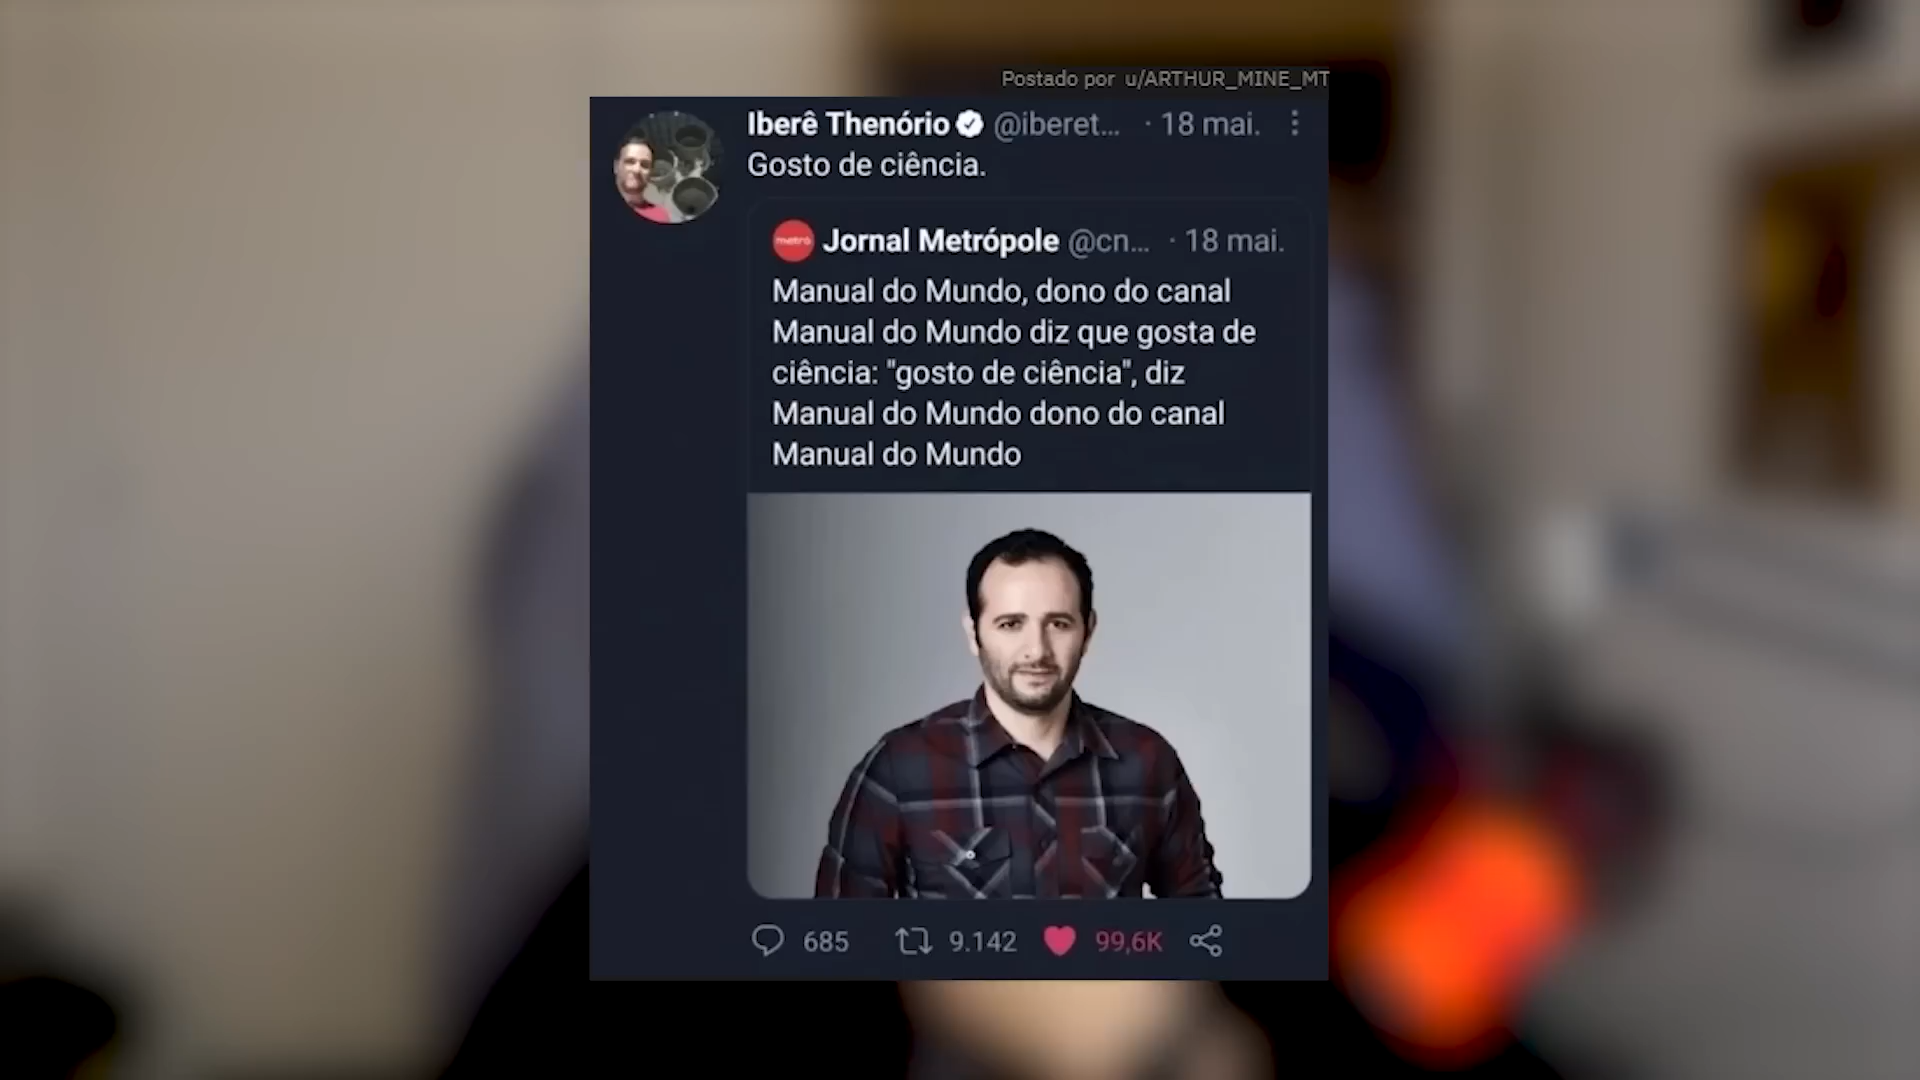 Postado por u/ARTHUR_MINE_MT
Iberê Thenório @iberet... · 18 mai.
Gosto de ciência.
metró Jornal Metrópole @cn... · 18 mai.
Manual do Mundo, dono do canal
Manual do Mundo diz que gosta de
ciência: "gosto de ciência", diz
Manual do Mundo dono do canal
Manual do Mundo
685 9.142 99,6K